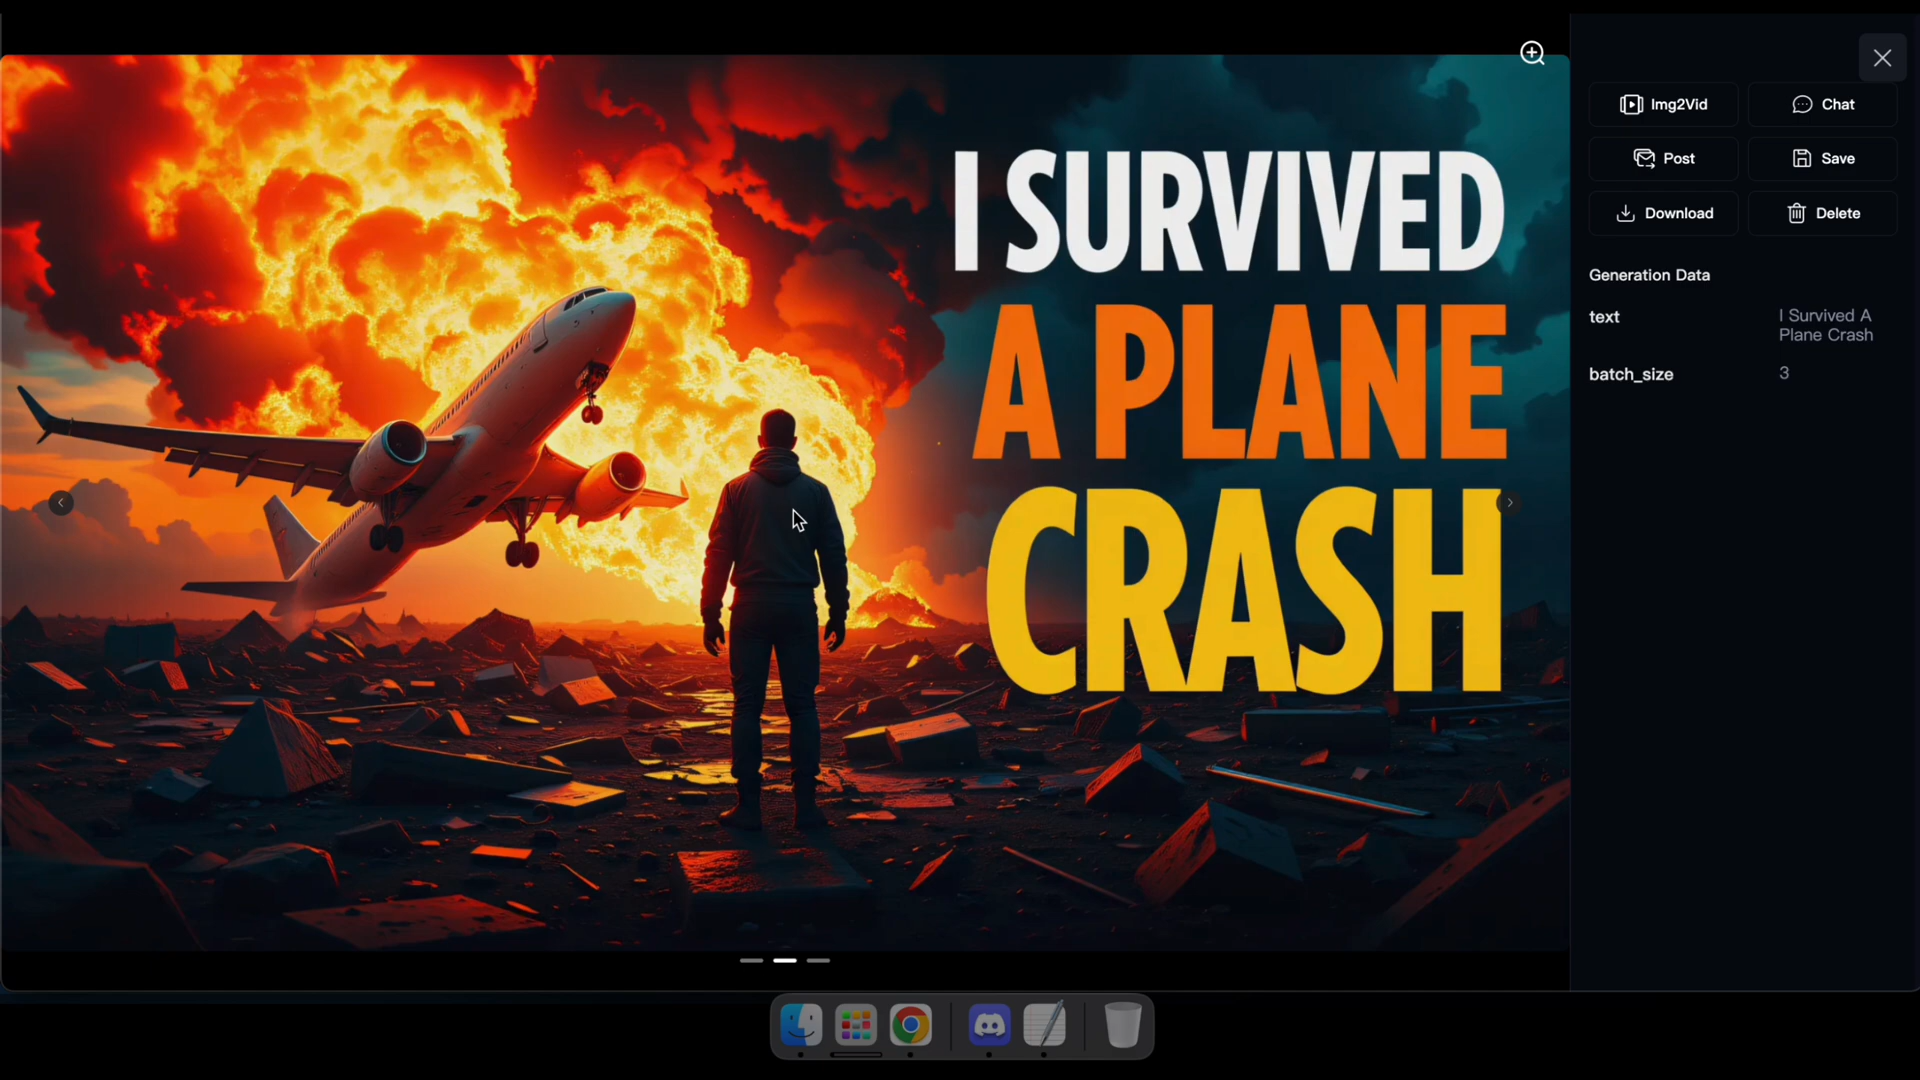 I SURVIVED
A PLANE
CRASH
Img2Vid
Chat
Post
Save
Download
Delete
Generation Data
text
I Survived A
Plane Crash
batch_size
3